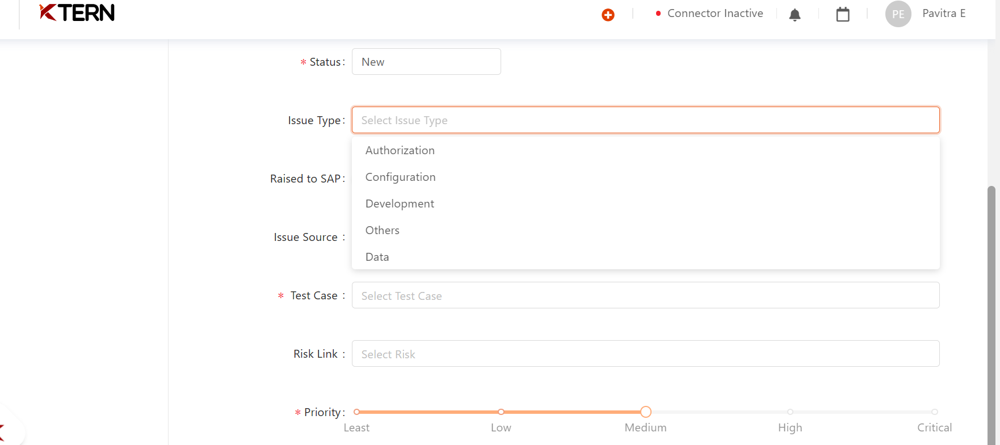 KTERN
Connector Inactive
PE
Pavitra E
* Status: New
Issue Type: Select Issue Type
Authorization
Configuration
Raised to SAP:
Development
Others
Issue Source :
Data
* Test Case : Select Test Case
Risk Link : Select Risk
* Priority:
Least Low Medium High Critical